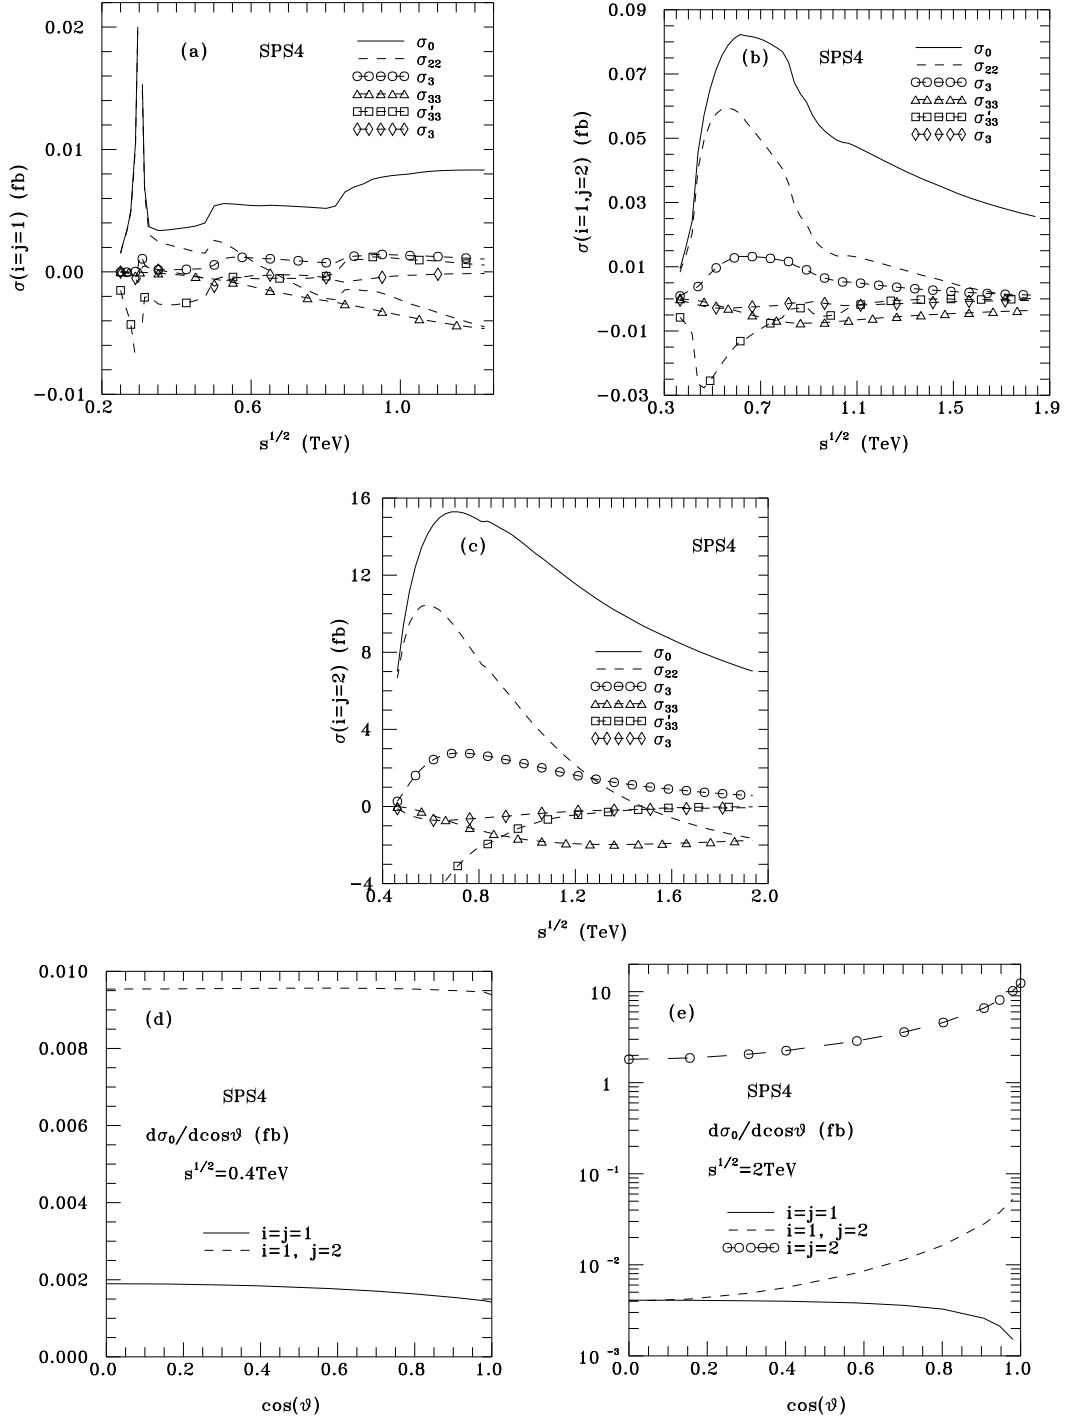 0.02
0.01
0.00
−0.01
0.2
0.6
1.0
(a)
SPS4
σ0
σ22
σ3
σ33
σ'33
σ3
σ(i=j=1) (fb)
s^1/2 (TeV)
0.09
0.07
0.05
0.03
0.01
−0.01
−0.03
0.3
0.7
1.1
1.5
1.9
(b)
SPS4
σ0
σ22
σ3
σ33
σ'33
σ3
σ(i=1,j=2) (fb)
s^1/2 (TeV)
16
12
8
4
0
−4
0.4
0.8
1.2
1.6
2.0
(c)
SPS4
σ0
σ22
σ3
σ33
σ'33
σ3
σ(i=j=2) (fb)
s^1/2 (TeV)
0.010
0.008
0.006
0.004
0.002
0.000
0.0
0.2
0.4
0.6
0.8
1.0
(d)
SPS4
dσ0/dcosϑ (fb)
s^1/2=0.4TeV
i=j=1
i=1, j=2
cos(ϑ)
10
1
10^−1
10^−2
10^−3
0.0
0.2
0.4
0.6
0.8
1.0
(e)
SPS4
dσ0/dcosϑ (fb)
s^1/2=2TeV
i=j=1
i=1, j=2
i=j=2
cos(ϑ)